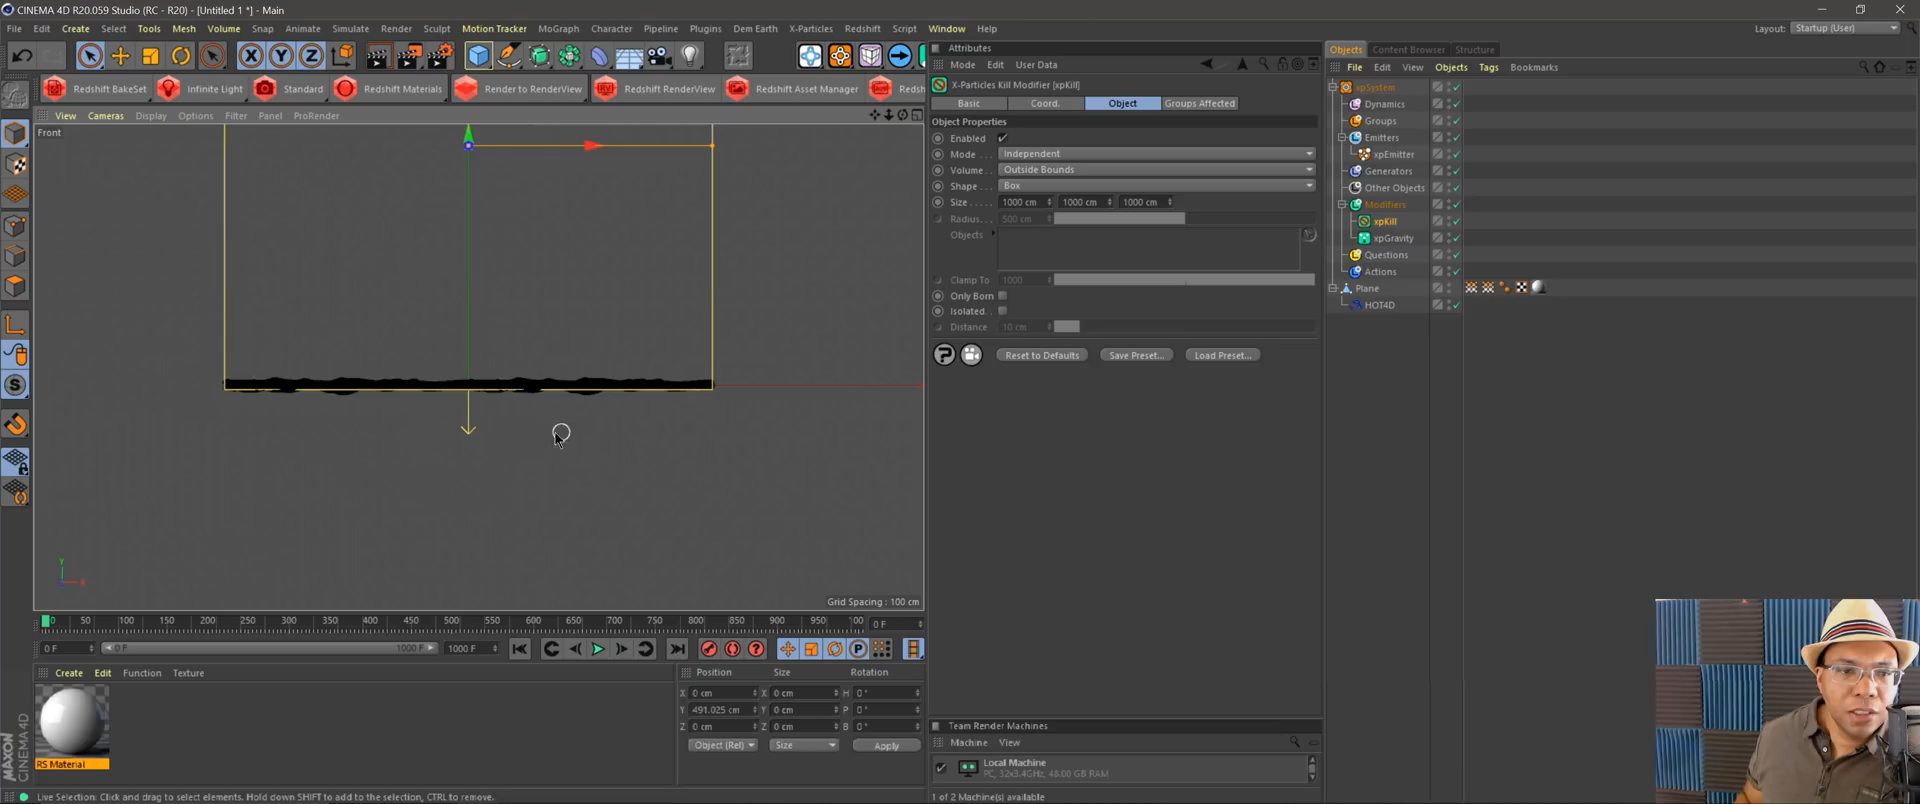 CINEMA 4D R20.059 Studio (RC - R20) - [Untitled 1 *] - Main
File Edit Create Select Tools Mesh Volume Snap Animate Simulate Render Sculpt Motion Tracker MoGraph Character Pipeline Plugins Dem Earth X-Particles Redshift Script Window Help
Layout: Startup (User)
Redshift BakeSet Infinite Light Standard Redshift Materials Render to RenderView Redshift RenderView Redshift Asset Manager Redsh
View Cameras Display Options Filter Panel ProRender
Front
Y
X
Grid Spacing : 100 cm
0 50 100 150 200 250 300 350 400 450 500 550 600 650 700 750 800 850 900 950 100 0 F
0 F 0 F 1000 F 1000 F
Create Edit Function Texture
RS Material
MAXON CINEMA4D
Position Size Rotation
X 0 cm X 0 cm H 0 °
Y 491.025 cm Y 0 cm P 0 °
Z 0 cm Z 0 cm B 0 °
Object (Rel) Size Apply
Live Selection: Click and drag to select elements. Hold down SHIFT to add to the selection, CTRL to remove.
Attributes
Mode Edit User Data
X-Particles Kill Modifier [xpKill]
Basic Coord. Object Groups Affected
Object Properties
Enabled
Mode . . . Independent
Volume . . Outside Bounds
Shape . . . Box
Size . . . . . 1000 cm 1000 cm 1000 cm
Radius. . . 500 cm
Objects
Clamp To 1000
Only Born
Isolated. .
Distance 10 cm
Reset to Defaults Save Preset... Load Preset...
Team Render Machines
Machine View
Local Machine
PC, 32x3.4GHz, 48.00 GB RAM
1 of 2 Machine(s) available
Objects Content Browser Structure
File Edit View Objects Tags Bookmarks
xpSystem
Dynamics
Groups
Emitters
xpEmitter
Generators
Other Objects
Modifiers
xpKill
xpGravity
Questions
Actions
Plane
HOT4D